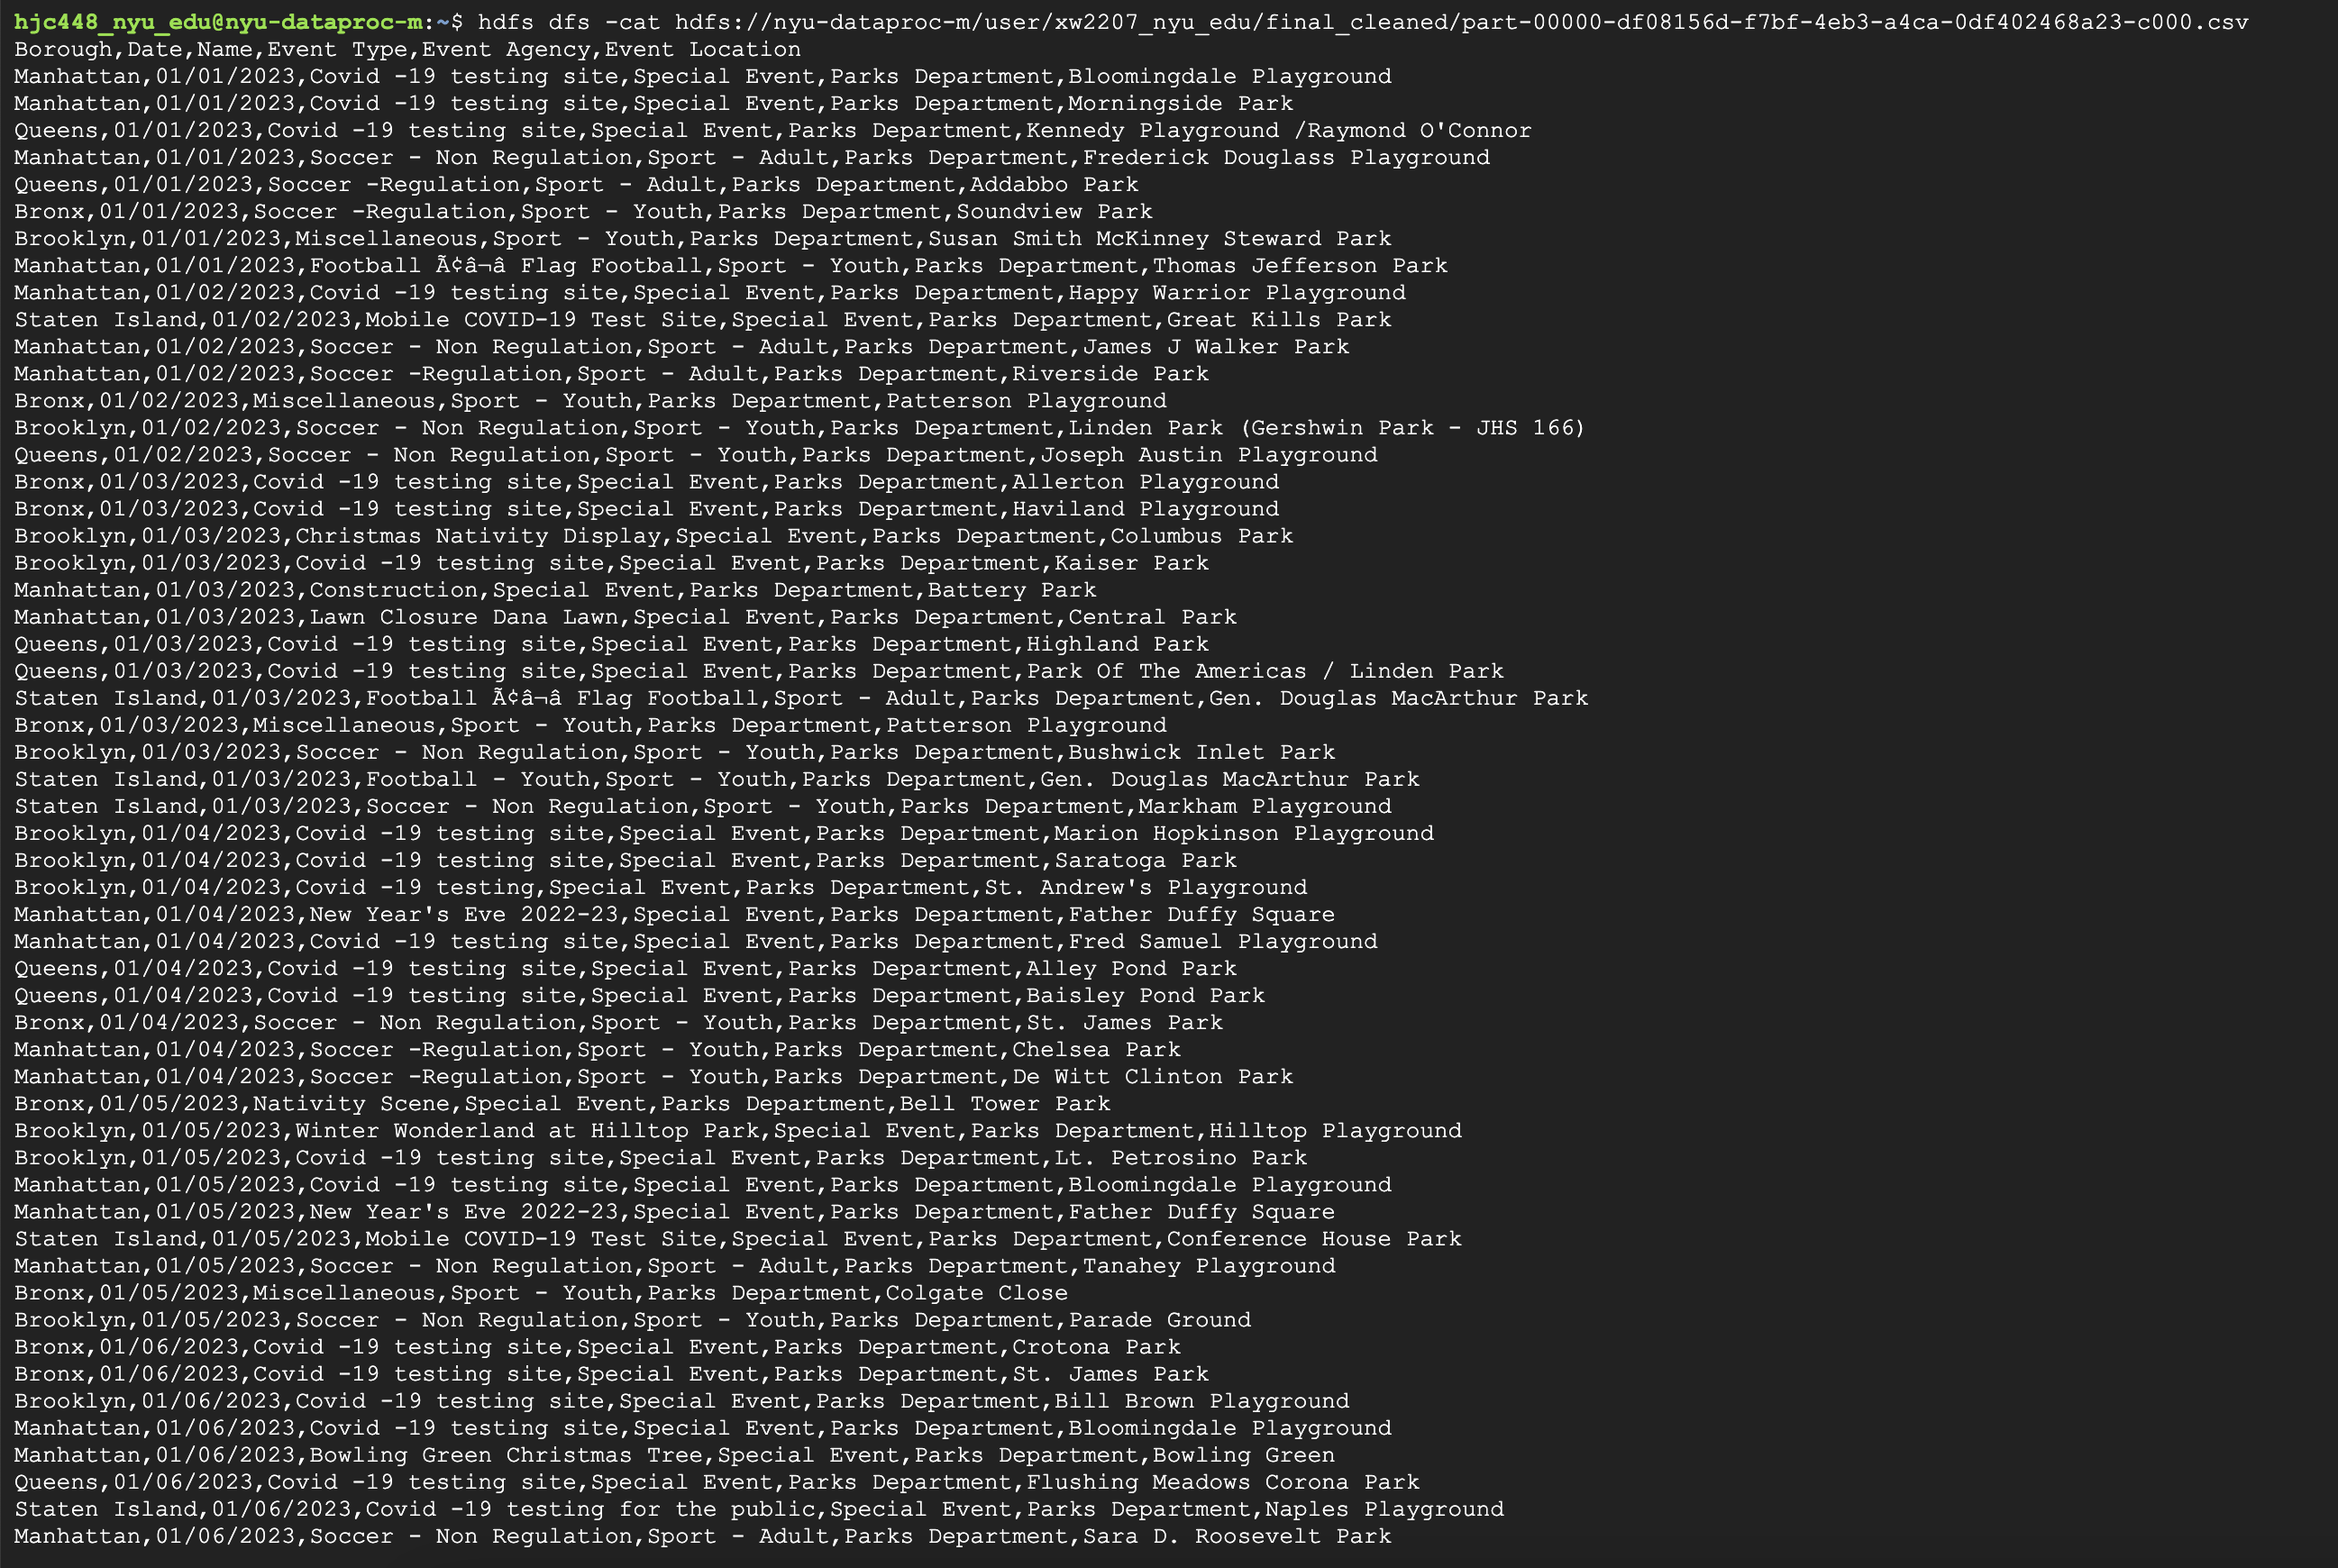 hjc448_nyu_edu@nyu-dataproc-m:~$ hdfs dfs -cat hdfs://nyu-dataproc-m/user/xw2207_nyu_edu/final_cleaned/part-00000-df08156d-f7bf-4eb3-a4ca-0df402468a23-c000.csv
Borough,Date,Name,Event Type,Event Agency,Event Location
Manhattan,01/01/2023,Covid -19 testing site,Special Event,Parks Department,Bloomingdale Playground
Manhattan,01/01/2023,Covid -19 testing site,Special Event,Parks Department,Morningside Park
Queens,01/01/2023,Covid -19 testing site,Special Event,Parks Department,Kennedy Playground /Raymond O'Connor
Manhattan,01/01/2023,Soccer - Non Regulation,Sport - Adult,Parks Department,Frederick Douglass Playground
Queens,01/01/2023,Soccer -Regulation,Sport - Adult,Parks Department,Addabbo Park
Bronx,01/01/2023,Soccer -Regulation,Sport - Youth,Parks Department,Soundview Park
Brooklyn,01/01/2023,Miscellaneous,Sport - Youth,Parks Department,Susan Smith McKinney Steward Park
Manhattan,01/01/2023,Football Ã¢â¬â Flag Football,Sport - Youth,Parks Department,Thomas Jefferson Park
Manhattan,01/02/2023,Covid -19 testing site,Special Event,Parks Department,Happy Warrior Playground
Staten Island,01/02/2023,Mobile COVID-19 Test Site,Special Event,Parks Department,Great Kills Park
Manhattan,01/02/2023,Soccer - Non Regulation,Sport - Adult,Parks Department,James J Walker Park
Manhattan,01/02/2023,Soccer -Regulation,Sport - Adult,Parks Department,Riverside Park
Bronx,01/02/2023,Miscellaneous,Sport - Youth,Parks Department,Patterson Playground
Brooklyn,01/02/2023,Soccer - Non Regulation,Sport - Youth,Parks Department,Linden Park (Gershwin Park - JHS 166)
Queens,01/02/2023,Soccer - Non Regulation,Sport - Youth,Parks Department,Joseph Austin Playground
Bronx,01/03/2023,Covid -19 testing site,Special Event,Parks Department,Allerton Playground
Bronx,01/03/2023,Covid -19 testing site,Special Event,Parks Department,Haviland Playground
Brooklyn,01/03/2023,Christmas Nativity Display,Special Event,Parks Department,Columbus Park
Brooklyn,01/03/2023,Covid -19 testing site,Special Event,Parks Department,Kaiser Park
Manhattan,01/03/2023,Construction,Special Event,Parks Department,Battery Park
Manhattan,01/03/2023,Lawn Closure Dana Lawn,Special Event,Parks Department,Central Park
Queens,01/03/2023,Covid -19 testing site,Special Event,Parks Department,Highland Park
Queens,01/03/2023,Covid -19 testing site,Special Event,Parks Department,Park Of The Americas / Linden Park
Staten Island,01/03/2023,Football Ã¢â¬â Flag Football,Sport - Adult,Parks Department,Gen. Douglas MacArthur Park
Bronx,01/03/2023,Miscellaneous,Sport - Youth,Parks Department,Patterson Playground
Brooklyn,01/03/2023,Soccer - Non Regulation,Sport - Youth,Parks Department,Bushwick Inlet Park
Staten Island,01/03/2023,Football - Youth,Sport - Youth,Parks Department,Gen. Douglas MacArthur Park
Staten Island,01/03/2023,Soccer - Non Regulation,Sport - Youth,Parks Department,Markham Playground
Brooklyn,01/04/2023,Covid -19 testing site,Special Event,Parks Department,Marion Hopkinson Playground
Brooklyn,01/04/2023,Covid -19 testing site,Special Event,Parks Department,Saratoga Park
Brooklyn,01/04/2023,Covid -19 testing,Special Event,Parks Department,St. Andrew's Playground
Manhattan,01/04/2023,New Year's Eve 2022-23,Special Event,Parks Department,Father Duffy Square
Manhattan,01/04/2023,Covid -19 testing site,Special Event,Parks Department,Fred Samuel Playground
Queens,01/04/2023,Covid -19 testing site,Special Event,Parks Department,Alley Pond Park
Queens,01/04/2023,Covid -19 testing site,Special Event,Parks Department,Baisley Pond Park
Bronx,01/04/2023,Soccer - Non Regulation,Sport - Youth,Parks Department,St. James Park
Manhattan,01/04/2023,Soccer -Regulation,Sport - Youth,Parks Department,Chelsea Park
Manhattan,01/04/2023,Soccer -Regulation,Sport - Youth,Parks Department,De Witt Clinton Park
Bronx,01/05/2023,Nativity Scene,Special Event,Parks Department,Bell Tower Park
Brooklyn,01/05/2023,Winter Wonderland at Hilltop Park,Special Event,Parks Department,Hilltop Playground
Brooklyn,01/05/2023,Covid -19 testing site,Special Event,Parks Department,Lt. Petrosino Park
Manhattan,01/05/2023,Covid -19 testing site,Special Event,Parks Department,Bloomingdale Playground
Manhattan,01/05/2023,New Year's Eve 2022-23,Special Event,Parks Department,Father Duffy Square
Staten Island,01/05/2023,Mobile COVID-19 Test Site,Special Event,Parks Department,Conference House Park
Manhattan,01/05/2023,Soccer - Non Regulation,Sport - Adult,Parks Department,Tanahey Playground
Bronx,01/05/2023,Miscellaneous,Sport - Youth,Parks Department,Colgate Close
Brooklyn,01/05/2023,Soccer - Non Regulation,Sport - Youth,Parks Department,Parade Ground
Bronx,01/06/2023,Covid -19 testing site,Special Event,Parks Department,Crotona Park
Bronx,01/06/2023,Covid -19 testing site,Special Event,Parks Department,St. James Park
Brooklyn,01/06/2023,Covid -19 testing site,Special Event,Parks Department,Bill Brown Playground
Manhattan,01/06/2023,Covid -19 testing site,Special Event,Parks Department,Bloomingdale Playground
Manhattan,01/06/2023,Bowling Green Christmas Tree,Special Event,Parks Department,Bowling Green
Queens,01/06/2023,Covid -19 testing site,Special Event,Parks Department,Flushing Meadows Corona Park
Staten Island,01/06/2023,Covid -19 testing for the public,Special Event,Parks Department,Naples Playground
Manhattan,01/06/2023,Soccer - Non Regulation,Sport - Adult,Parks Department,Sara D. Roosevelt Park